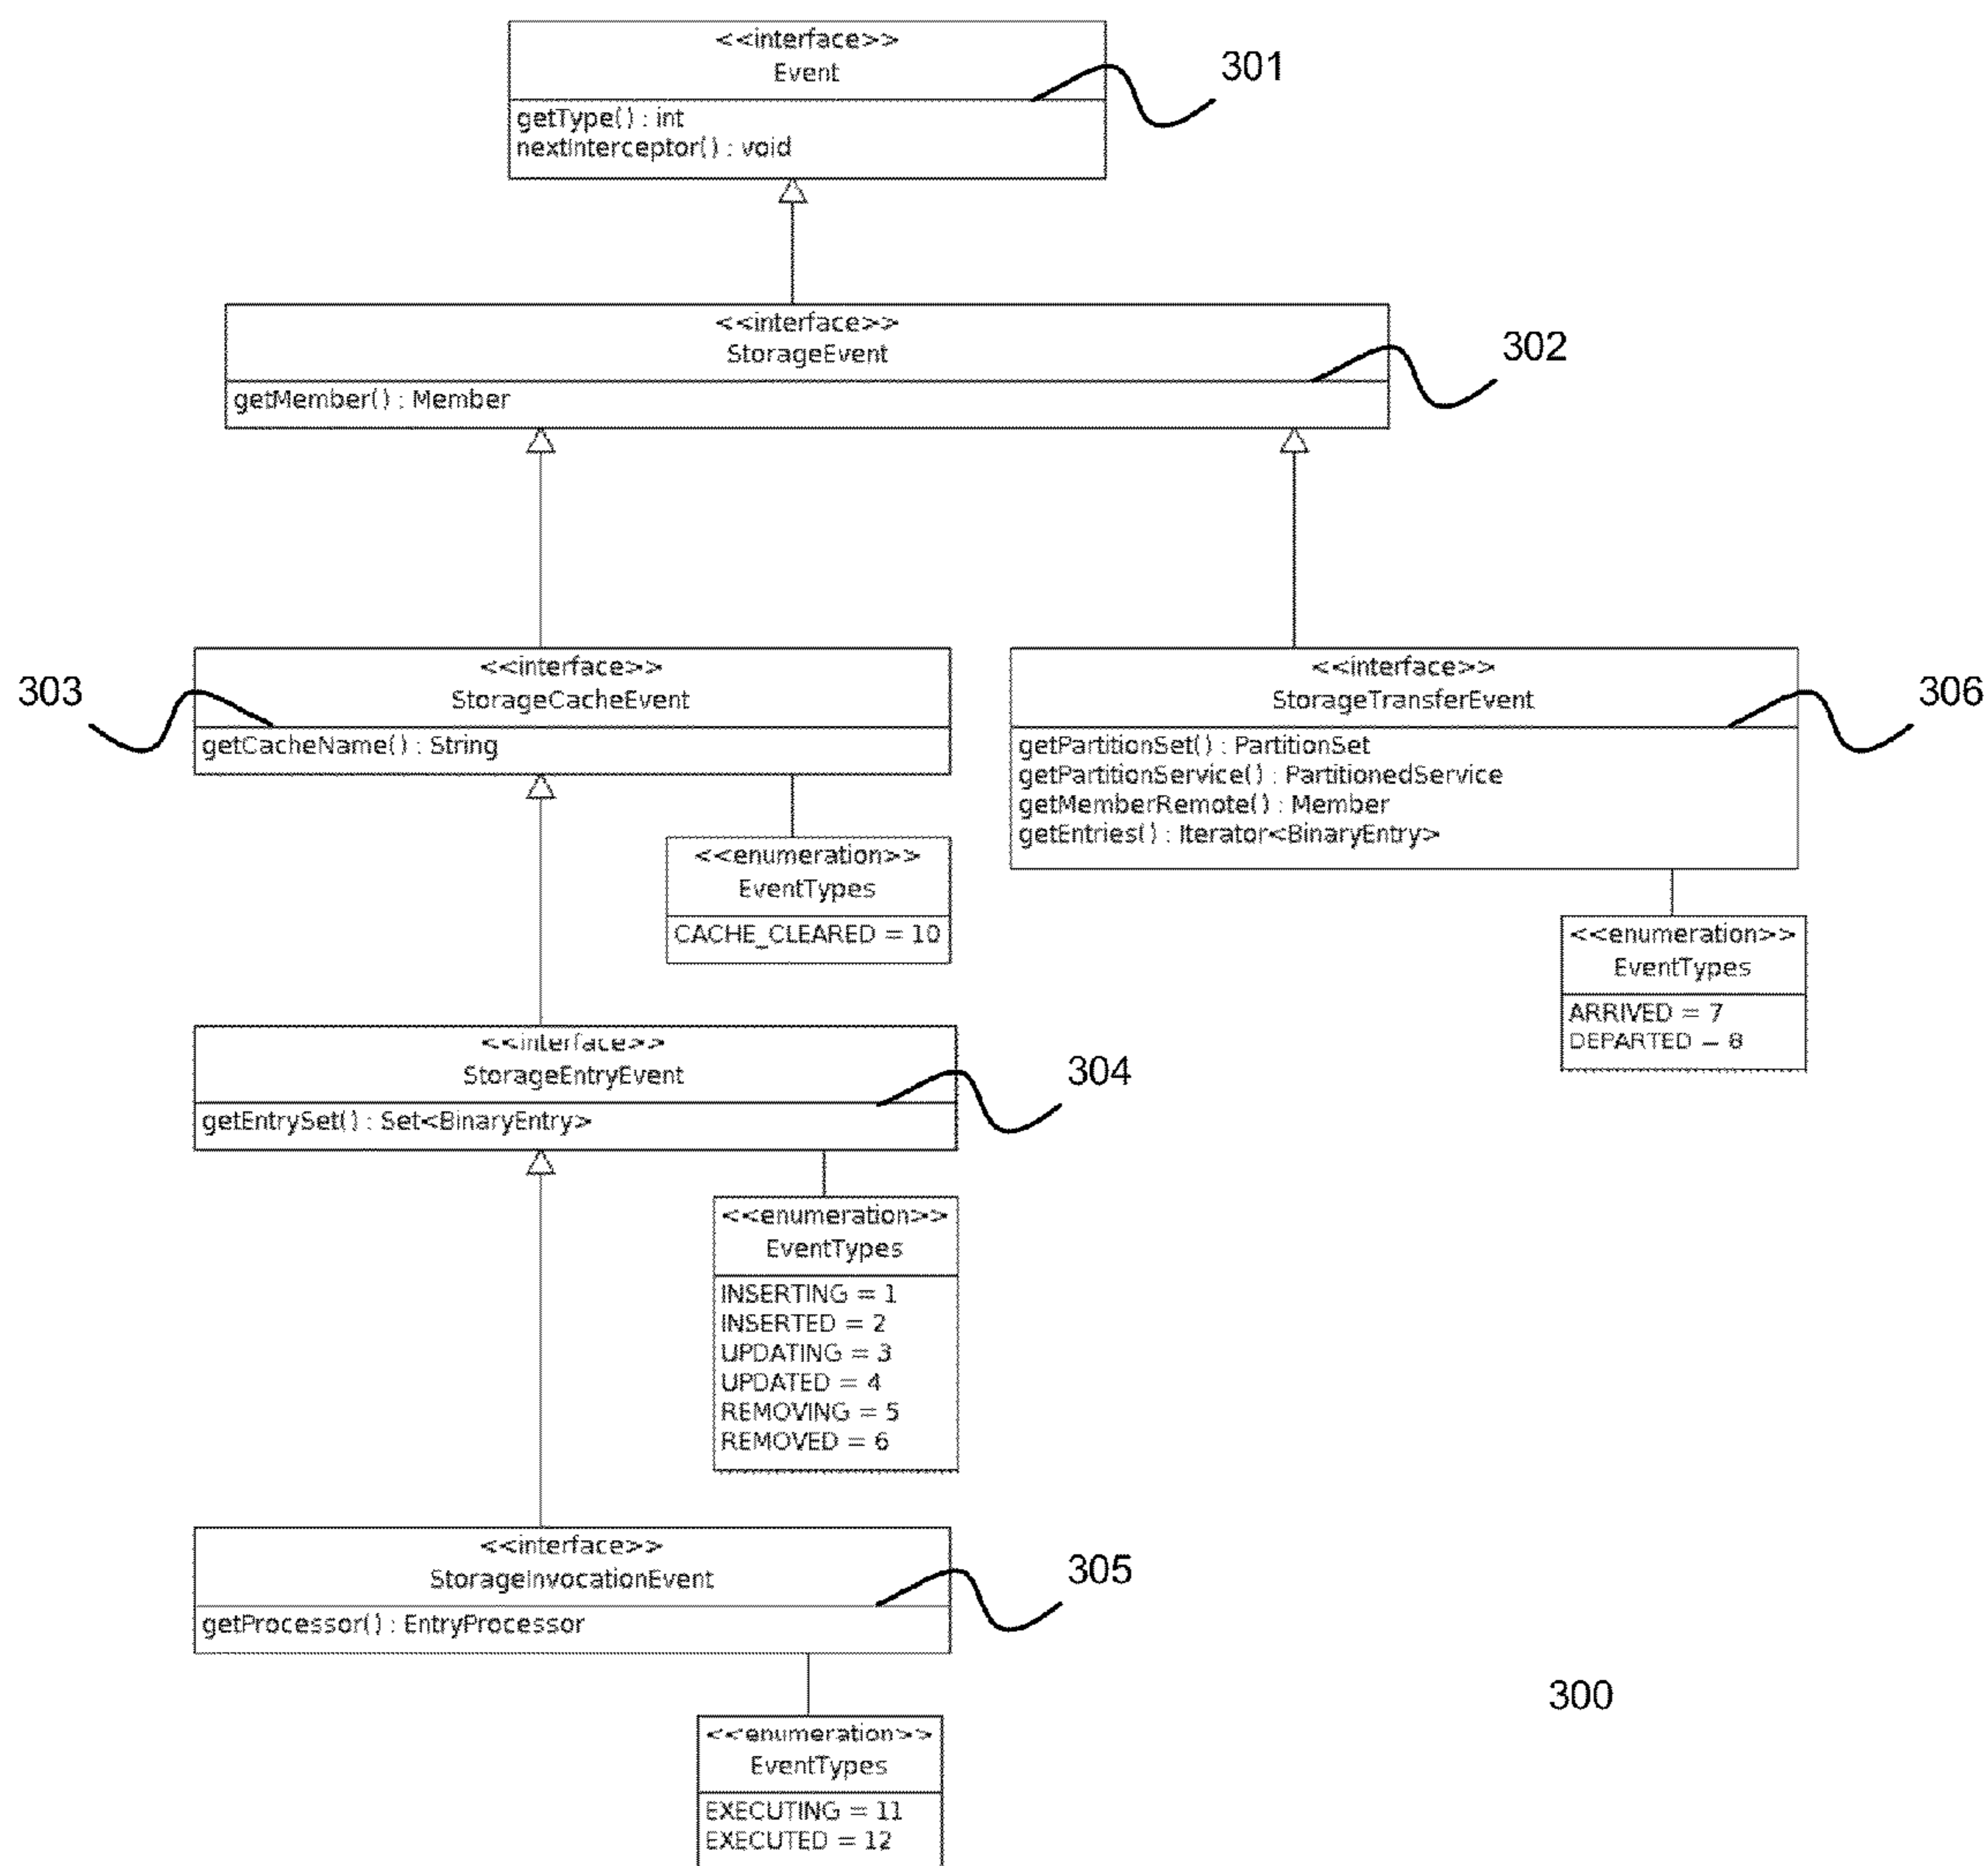 <<interface>>
Event
301
getType() : int
nextInterceptor() : void
<<interface>>
StorageEvent
302
getMember() : Member
<<interface>>
StorageCacheEvent
303
getCacheName() : String
<<interface>>
StorageTransferEvent
306
getPartitionSet() : PartitionSet
getPartitionService() : PartitionedService
getMemberRemote() : Member
getEntries() : Iterator<BinaryEntry>
<<enumeration>>
EventTypes
CACHE_CLEARED = 10
<<enumeration>>
EventTypes
ARRIVED = 7
DEPARTED = 8
<<interface>>
StorageEntryEvent
304
getEntrySet() : Set<BinaryEntry>
<<enumeration>>
EventTypes
INSERTING = 1
INSERTED = 2
UPDATING = 3
UPDATED = 4
REMOVING = 5
REMOVED = 6
<<interface>>
StorageInvocationEvent
305
getProcessor() : EntryProcessor
300
<<enumeration>>
EventTypes
EXECUTING = 11
EXECUTED = 12